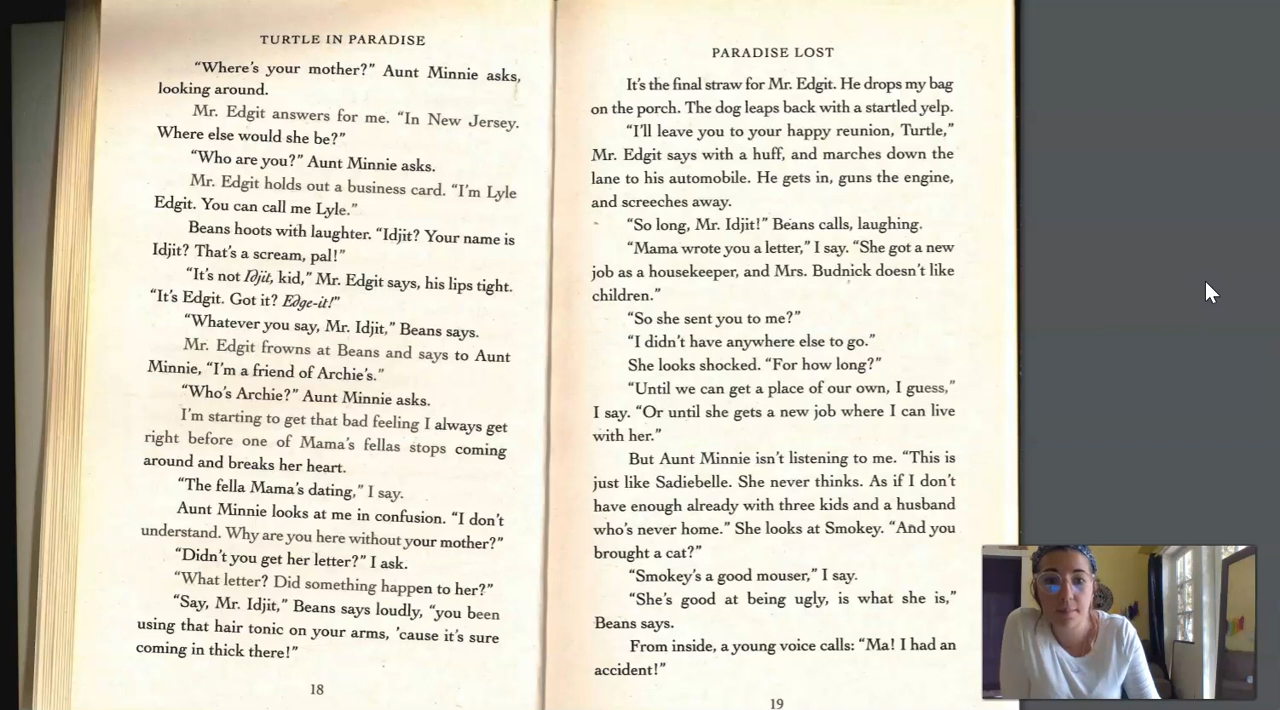 TURTLE IN PARADISE
“Where’s your mother?” Aunt Minnie asks,
looking around.
Mr. Edgit answers for me. “In New Jersey.
Where else would she be?”
“Who are you?” Aunt Minnie asks.
Mr. Edgit holds out a business card. “I’m Lyle
Edgit. You can call me Lyle.”
Beans hoots with laughter. “Idjit? Your name is
Idjit? That’s a scream, pal!”
“It’s not Idjit, kid,” Mr. Edgit says, his lips tight.
“It’s Edgit. Got it? Edge-it!”
“Whatever you say, Mr. Idjit,” Beans says.
Mr. Edgit frowns at Beans and says to Aunt
Minnie, “I’m a friend of Archie’s.”
“Who’s Archie?” Aunt Minnie asks.
I’m starting to get that bad feeling I always get
right before one of Mama’s fellas stops coming
around and breaks her heart.
“The fella Mama’s dating,” I say.
Aunt Minnie looks at me in confusion. “I don’t
understand. Why are you here without your mother?”
“Didn’t you get her letter?” I ask.
“What letter? Did something happen to her?”
“Say, Mr. Idjit,” Beans says loudly, “you been
using that hair tonic on your arms, ’cause it’s sure
coming in thick there!”
18
PARADISE LOST
It’s the final straw for Mr. Edgit. He drops my bag
on the porch. The dog leaps back with a startled yelp.
“I’ll leave you to your happy reunion, Turtle,”
Mr. Edgit says with a huff, and marches down the
lane to his automobile. He gets in, guns the engine,
and screeches away.
“So long, Mr. Idjit!” Beans calls, laughing.
“Mama wrote you a letter,” I say. “She got a new
job as a housekeeper, and Mrs. Budnick doesn’t like
children.”
“So she sent you to me?”
“I didn’t have anywhere else to go.”
She looks shocked. “For how long?”
“Until we can get a place of our own, I guess,”
I say. “Or until she gets a new job where I can live
with her.”
But Aunt Minnie isn’t listening to me. “This is
just like Sadiebelle. She never thinks. As if I don’t
have enough already with three kids and a husband
who’s never home.” She looks at Smokey. “And you
brought a cat?”
“Smokey’s a good mouser,” I say.
“She’s good at being ugly, is what she is,”
Beans says.
From inside, a young voice calls: “Ma! I had an
accident!”
19